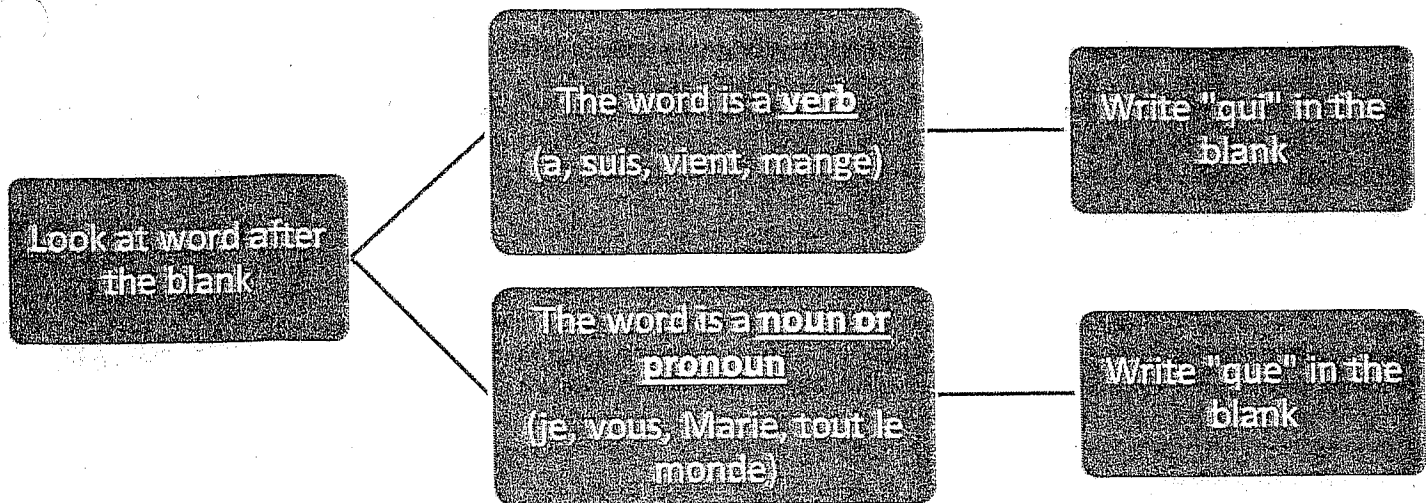 Look at word after
the blank
The word is a verb
(a, suis, vient, mange)
Write "qui" in the
blank
The word is a noun or
pronoun
(je, vous, Marie, tout le
monde)
Write "que" in the
blank